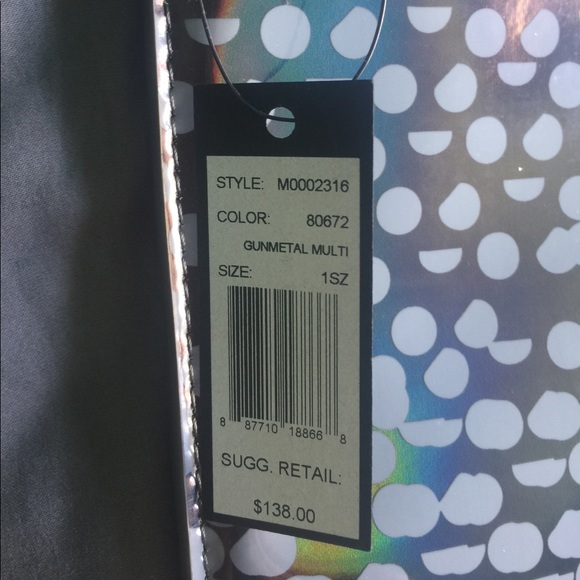 STYLE: M0002316
COLOR: 80672
GUNMETAL MULTI
SIZE: 1SZ
8 87710 18866 8
SUGG. RETAIL:
$138.00